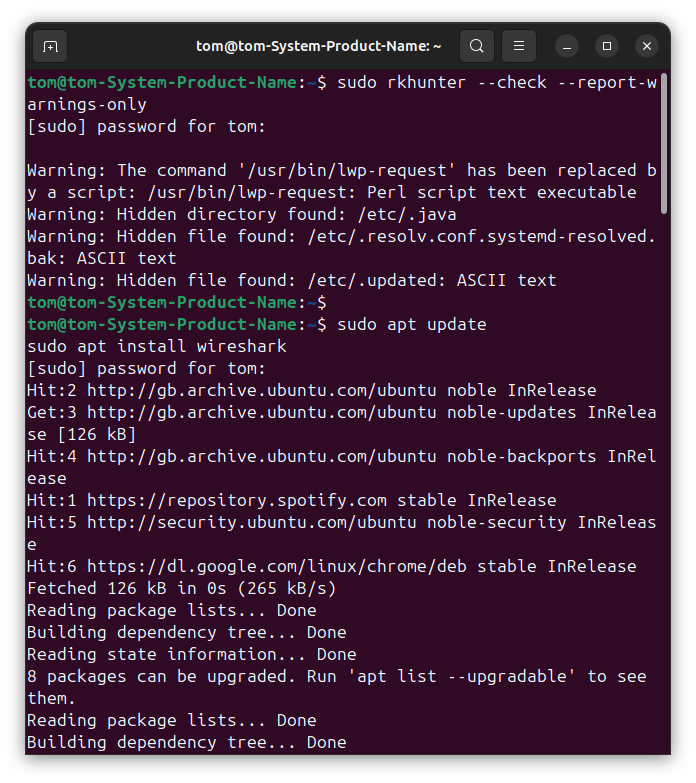 tom@tom-System-Product-Name: ~
tom@tom-System-Product-Name:~$ sudo rkhunter --check --report-w
arnings-only
[sudo] password for tom:
Warning: The command '/usr/bin/lwp-request' has been replaced b
y a script: /usr/bin/lwp-request: Perl script text executable
Warning: Hidden directory found: /etc/.java
Warning: Hidden file found: /etc/.resolv.conf.systemd-resolved.
bak: ASCII text
Warning: Hidden file found: /etc/.updated: ASCII text
tom@tom-System-Product-Name:~$
tom@tom-System-Product-Name:~$ sudo apt update
sudo apt install wireshark
[sudo] password for tom:
Hit:2 http://gb.archive.ubuntu.com/ubuntu noble InRelease
Get:3 http://gb.archive.ubuntu.com/ubuntu noble-updates InRelea
se [126 kB]
Hit:4 http://gb.archive.ubuntu.com/ubuntu noble-backports InRel
ease
Hit:1 https://repository.spotify.com stable InRelease
Hit:5 http://security.ubuntu.com/ubuntu noble-security InReleas
e
Hit:6 https://dl.google.com/linux/chrome/deb stable InRelease
Fetched 126 kB in 0s (265 kB/s)
Reading package lists... Done
Building dependency tree... Done
Reading state information... Done
8 packages can be upgraded. Run 'apt list --upgradable' to see
them.
Reading package lists... Done
Building dependency tree... Done